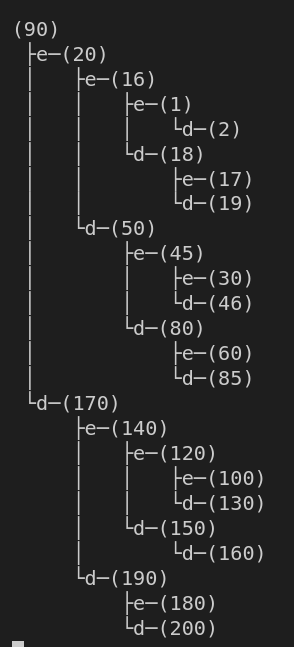 (90)
 ├e─(20)
 │    ├e─(16)
 │    │    ├e─(1)
 │    │    │    └d─(2)
 │    │    └d─(18)
 │    │         ├e─(17)
 │    │         └d─(19)
 │    └d─(50)
 │         ├e─(45)
 │         │    ├e─(30)
 │         │    └d─(46)
 │         └d─(80)
 │              ├e─(60)
 │              └d─(85)
 └d─(170)
      ├e─(140)
      │    ├e─(120)
      │    │    ├e─(100)
      │    │    └d─(130)
      │    └d─(150)
      │         └d─(160)
      └d─(190)
           ├e─(180)
           └d─(200)